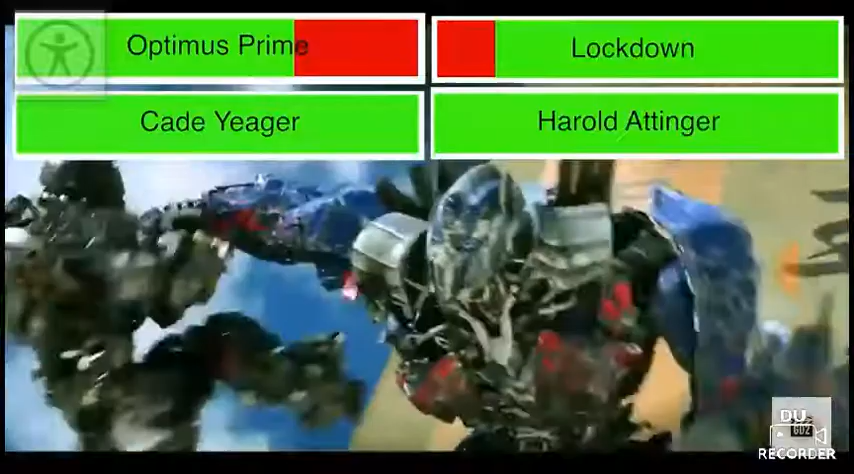 Optimus Prime
Lockdown
Cade Yeager
Harold Attinger
DU
RECORDER